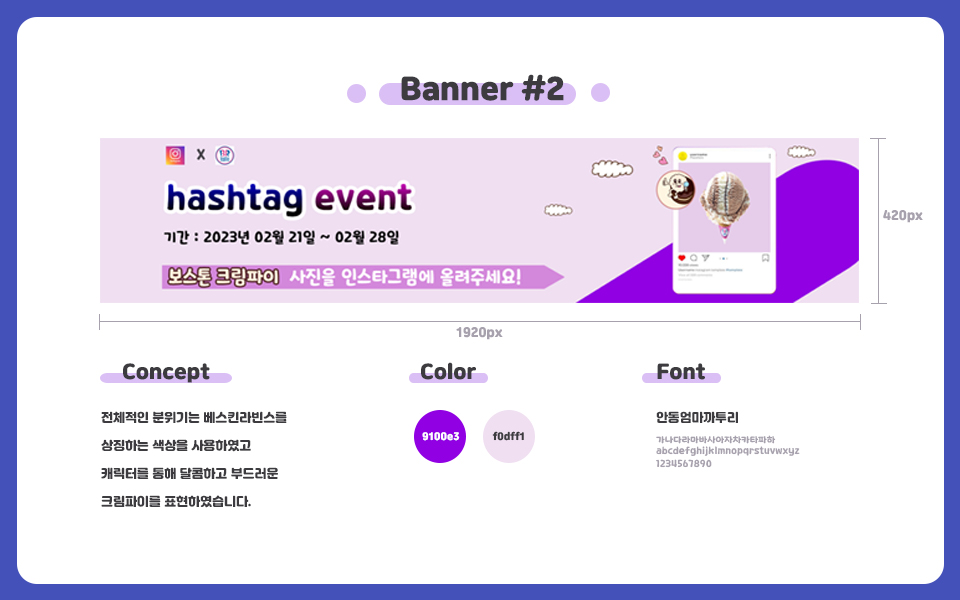 Banner #2
X
hashtag event
기간 : 2023년 02월 21일 ~ 02월 28일
보스톤 크림파이 사진을 인스타그램에 올려주세요!
420px
1920px
Concept
전체적인 분위기는 베스킨라빈스를
상징하는 색상을 사용하였고
캐릭터를 통해 달콤하고 부드러운
크림파이를 표현하였습니다.
Color
9100e3
f0dff1
Font
안동엄마까투리
가나다라마바사아자차카타파하
abcdefghijklmnopqrstuvwxyz
1234567890